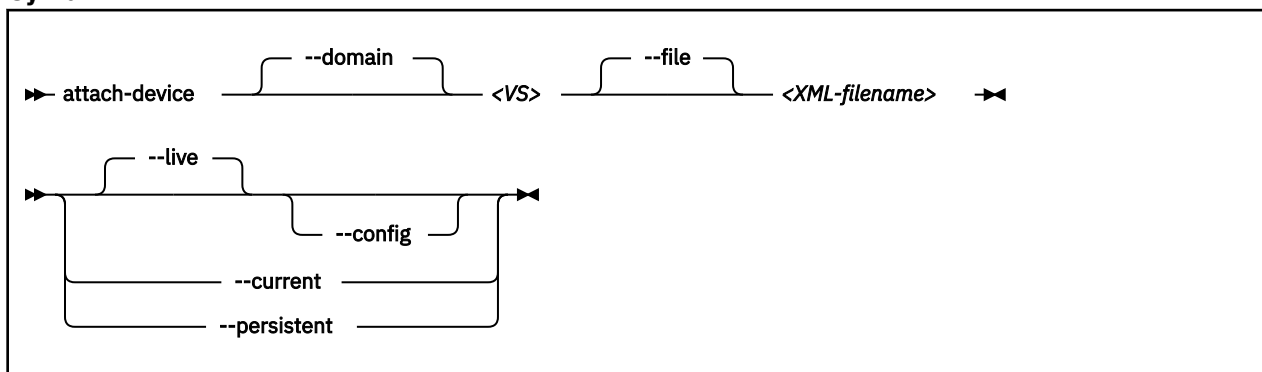 --domain --file
attach-device <VS> <XML-filename>
--live
--config
--current
--persistent